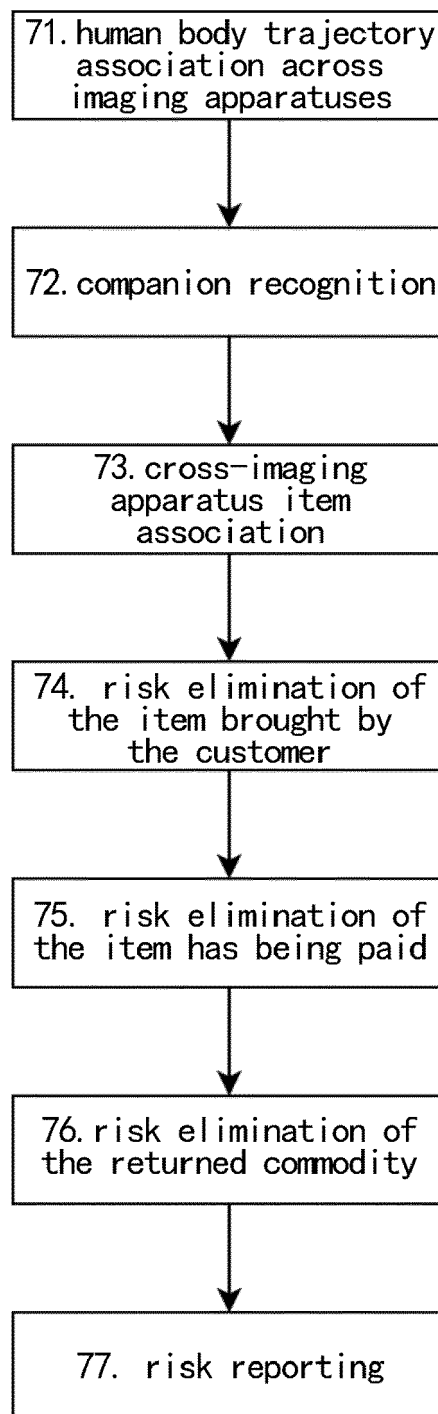 71. human body trajectory
association across
imaging apparatuses
72. companion recognition
73. cross-imaging
apparatus item
association
74. risk elimination of
the item brought by
the customer
75. risk elimination of
the item has being paid
76. risk elimination of
the returned commodity
77. risk reporting